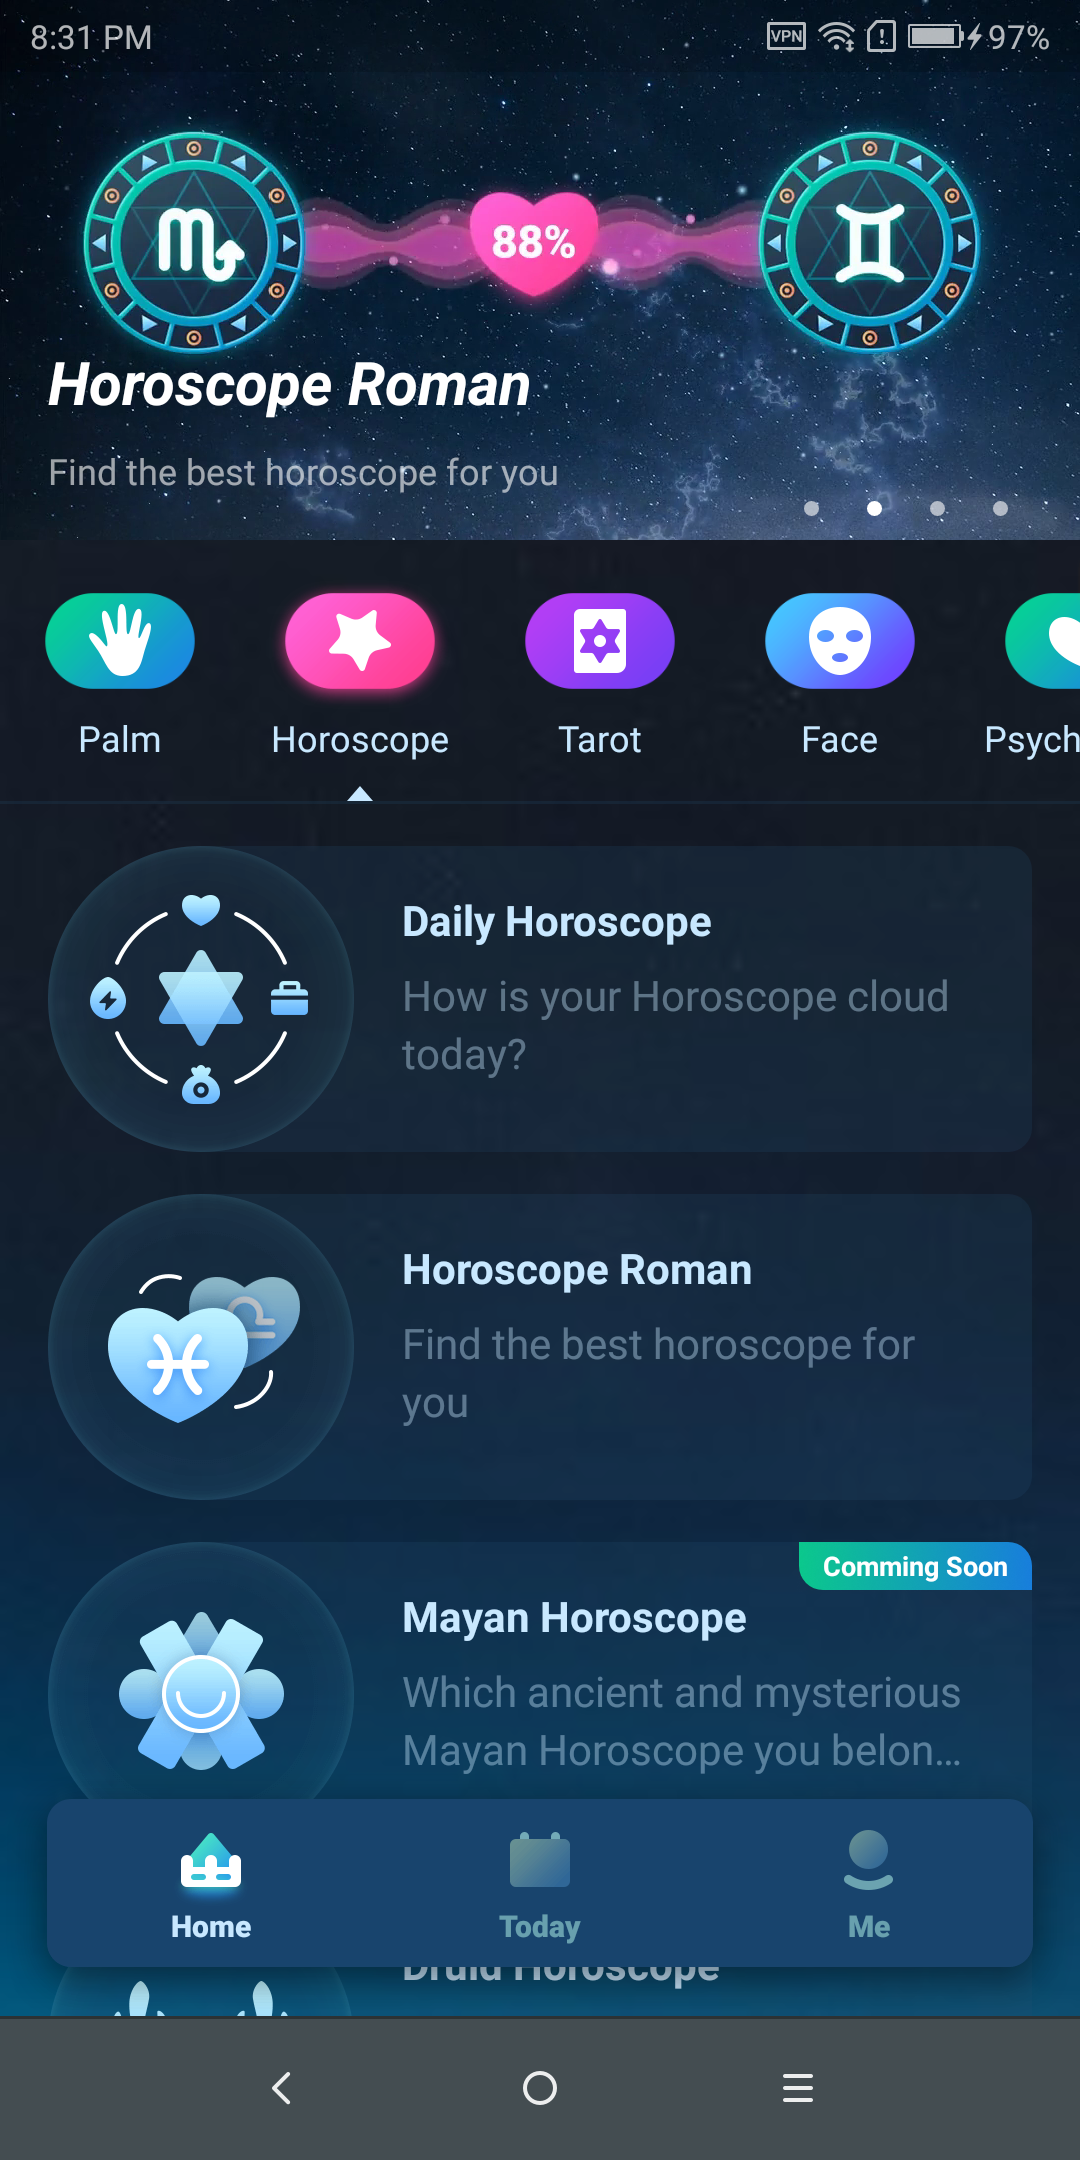 8:31 PM
VPN
97%
88%
Horoscope Roman
Find the best horoscope for you
Palm
Horoscope
Tarot
Face
Psych
Daily Horoscope
How is your Horoscope cloud
today?
Horoscope Roman
Find the best horoscope for
you
Comming Soon
Mayan Horoscope
Which ancient and mysterious
Mayan Horoscope you belon...
Home
Today
Me
Druid Horoscope